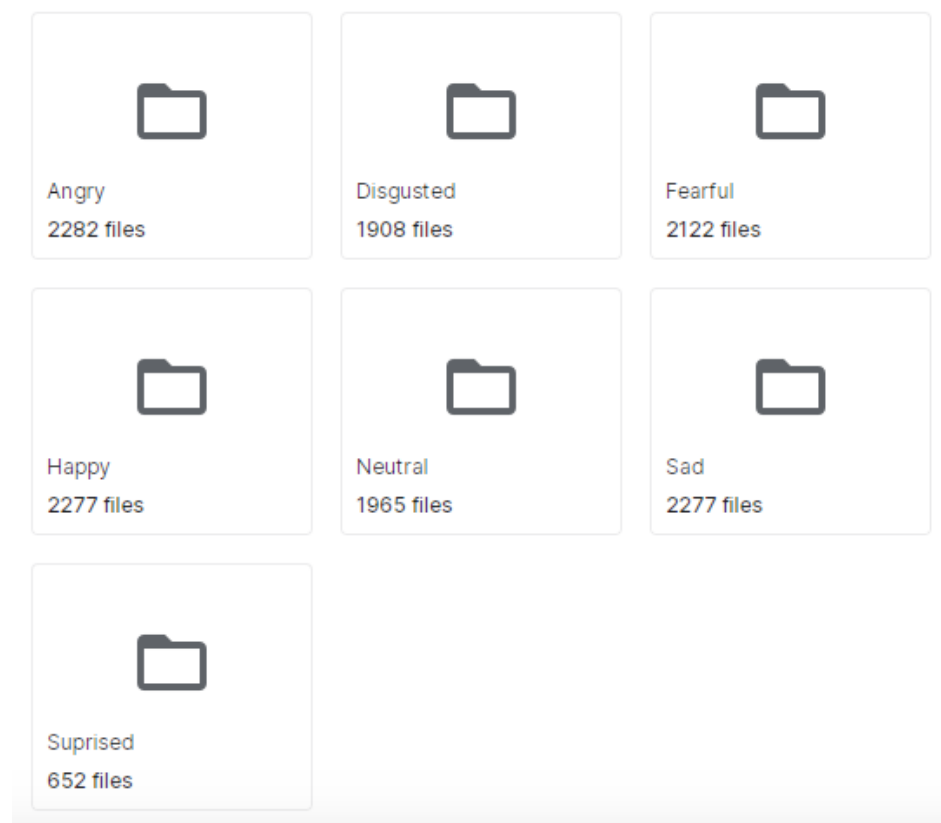 Angry
2282 files
Disgusted
1908 files
Fearful
2122 files
Happy
2277 files
Neutral
1965 files
Sad
2277 files
Suprised
652 files